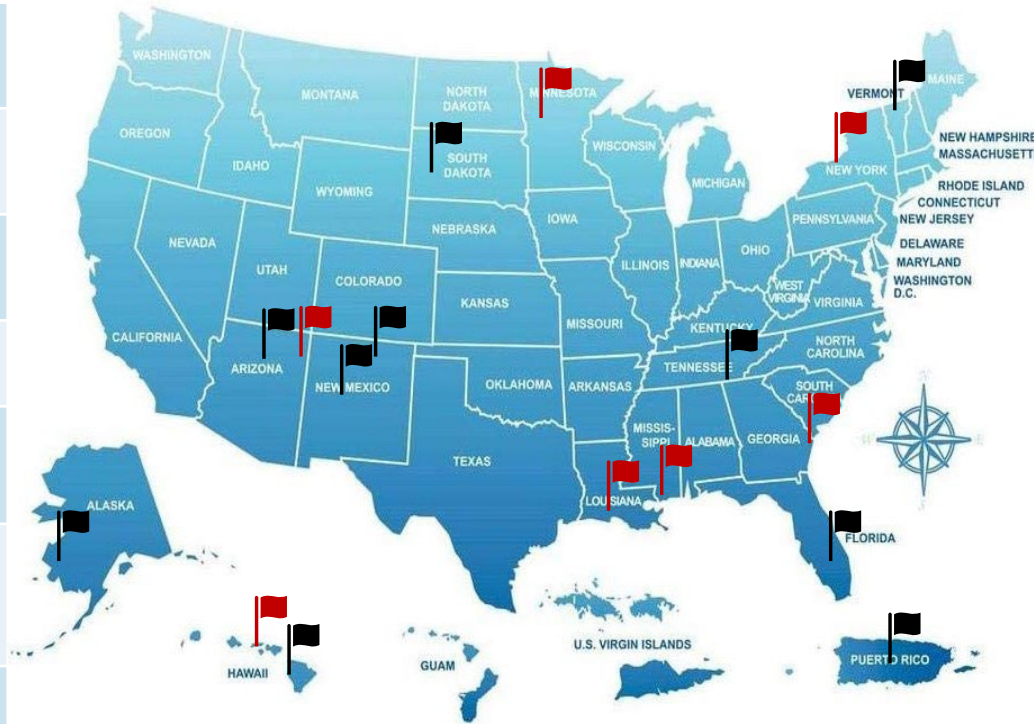 WASHINGTON
MONTANA
NORTH
DAKOTA
MINNESOTA
VERMONT
MAINE
OREGON
IDAHO
SOUTH
DAKOTA
WISCONSIN
NEW HAMPSHIRE
MASSACHUSETT
WYOMING
MICHIGAN
NEW YORK
RHODE ISLAND
CONNECTICUT
NEW JERSEY
NEVADA
NEBRASKA
IOWA
PENNSYLVANIA
UTAH
COLORADO
ILLINOIS
INDIANA
OHIO
DELAWARE
MARYLAND
WASHINGTON
D.C.
KANSAS
WEST
VIRGINIA
VIRGINIA
CALIFORNIA
MISSOURI
KENTUCKY
NORTH
CAROLINA
ARIZONA
NEW MEXICO
OKLAHOMA
ARKANSAS
TENNESSEE
SOUTH
CAROLINA
TEXAS
MISSIS-
SIPPI
ALABAMA
GEORGIA
N
W
E
S
LOUISIANA
ALASKA
FLORIDA
HAWAII
GUAM
U.S. VIRGIN ISLANDS
PUERTO RICO